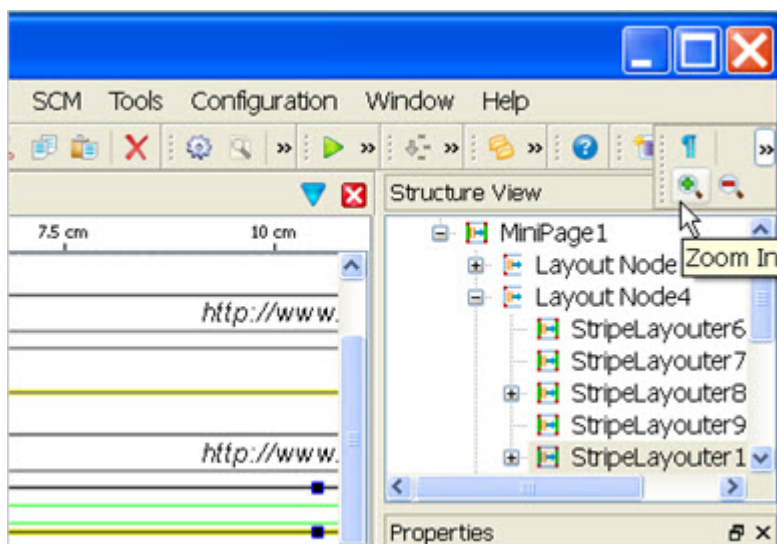 SCM Tools Configuration Window Help
» » » » »
Structure View
7.5 cm 10 cm
MiniPage1
Layout Node
Zoom In
Layout Node4
http://www.
StripeLayouter6
StripeLayouter7
StripeLayouter8
StripeLayouter9
http://www.
StripeLayouter1
Properties